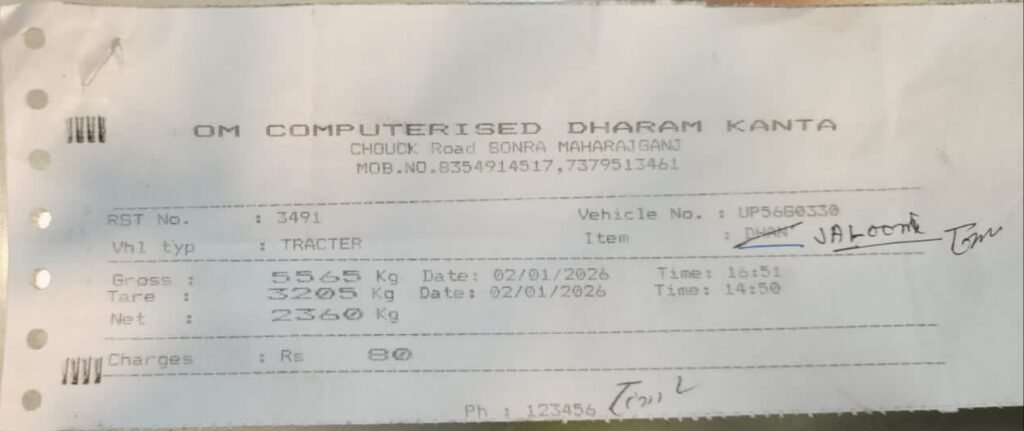 OM COMPUTERISED DHARAM KANTA
CHOUCK Road SONRA MAHARAJGANJ
MOB.NO.8354914517,7379513461
RST No. : 3491 Vehicle No. : UP56G0330
Vhl typ : TRACTER Item : DHAN
Gross : 5565 Kg Date: 02/01/2026 Time: 16:51
Tare : 3205 Kg Date: 02/01/2026 Time: 14:50
Net : 2360 Kg
Charges : Rs 80
Ph : 123456